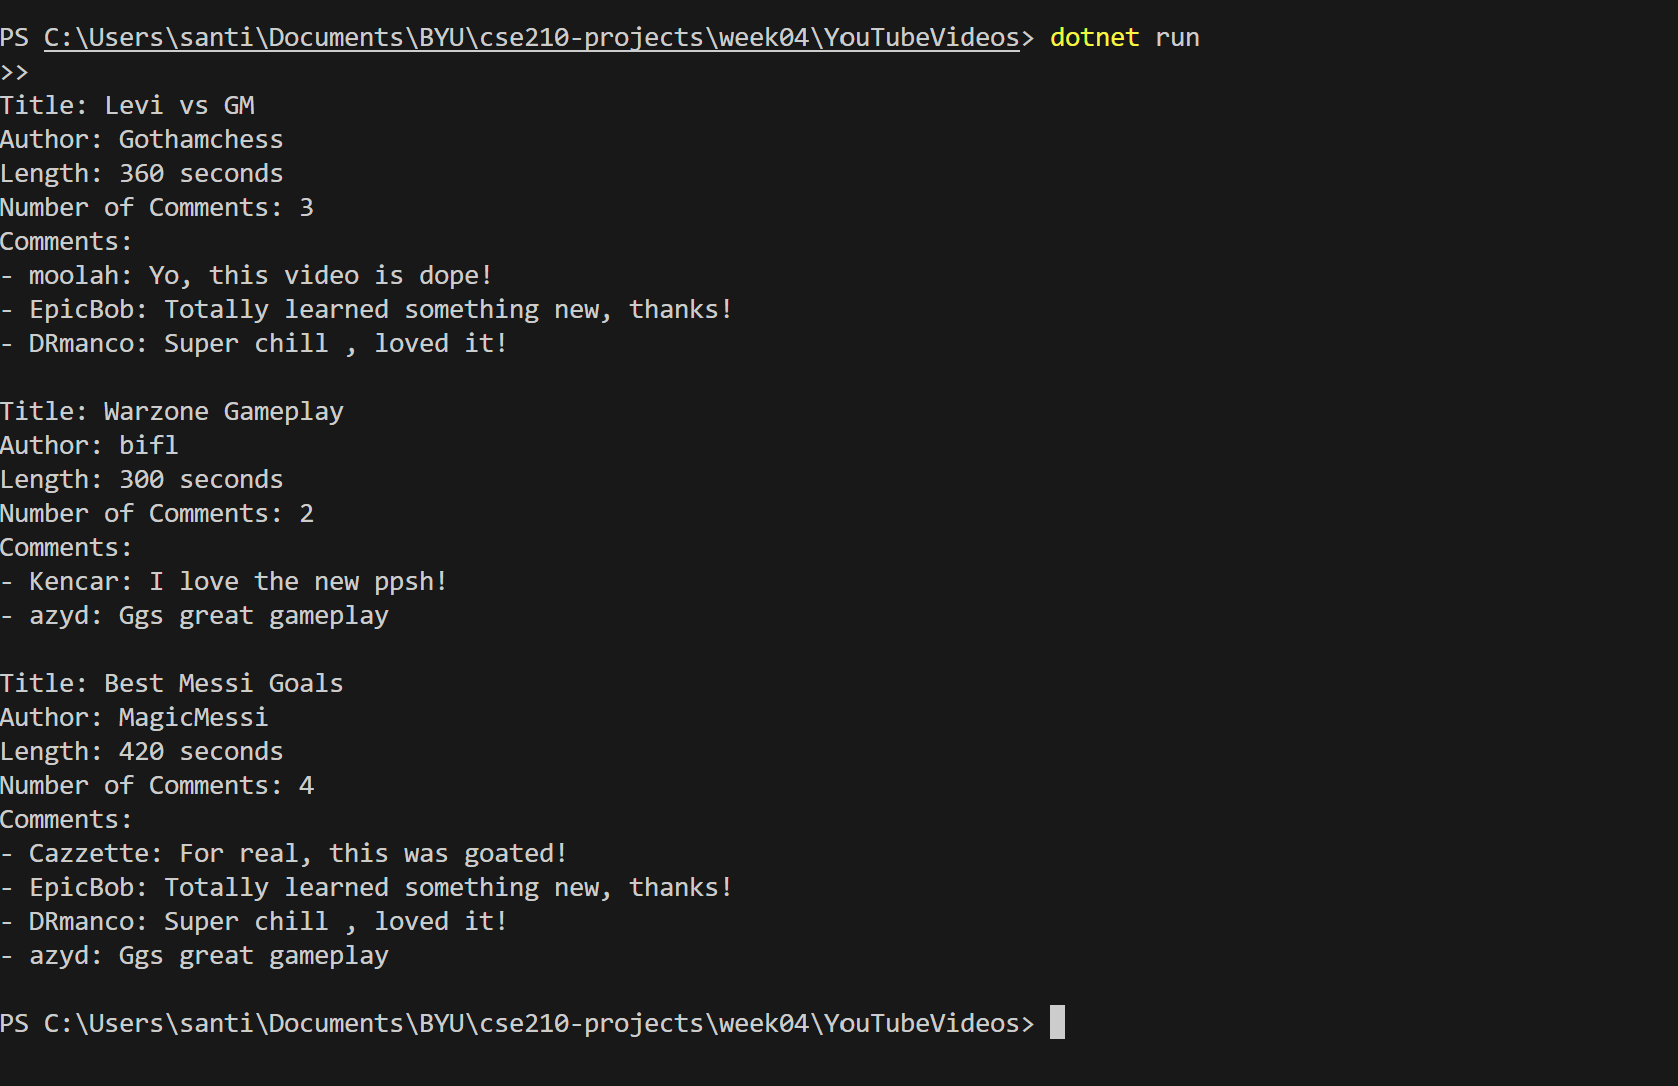 PS C:\Users\santi\Documents\BYU\cse210-projects\week04\YouTubeVideos> dotnet run
>>
Title: Levi vs GM
Author: Gothamchess
Length: 360 seconds
Number of Comments: 3
Comments:
- moolah: Yo, this video is dope!
- EpicBob: Totally learned something new, thanks!
- DRmanco: Super chill , loved it!
Title: Warzone Gameplay
Author: bifl
Length: 300 seconds
Number of Comments: 2
Comments:
- Kencar: I love the new ppsh!
- azyd: Ggs great gameplay
Title: Best Messi Goals
Author: MagicMessi
Length: 420 seconds
Number of Comments: 4
Comments:
- Cazzette: For real, this was goated!
- EpicBob: Totally learned something new, thanks!
- DRmanco: Super chill , loved it!
- azyd: Ggs great gameplay
PS C:\Users\santi\Documents\BYU\cse210-projects\week04\YouTubeVideos>